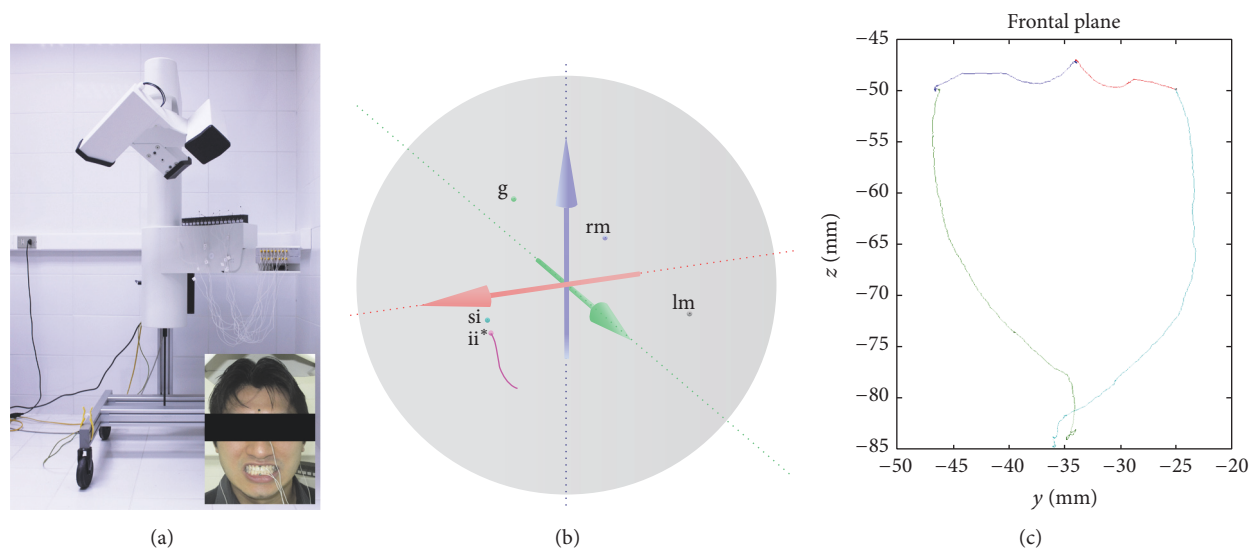 Frontal plane
g
rm
lm
si
ii*
−45
−50
−55
−60
−65
−70
−75
−80
−85
z (mm)
−50 −45 −40 −35 −30 −25 −20
y (mm)
(a) (b) (c)